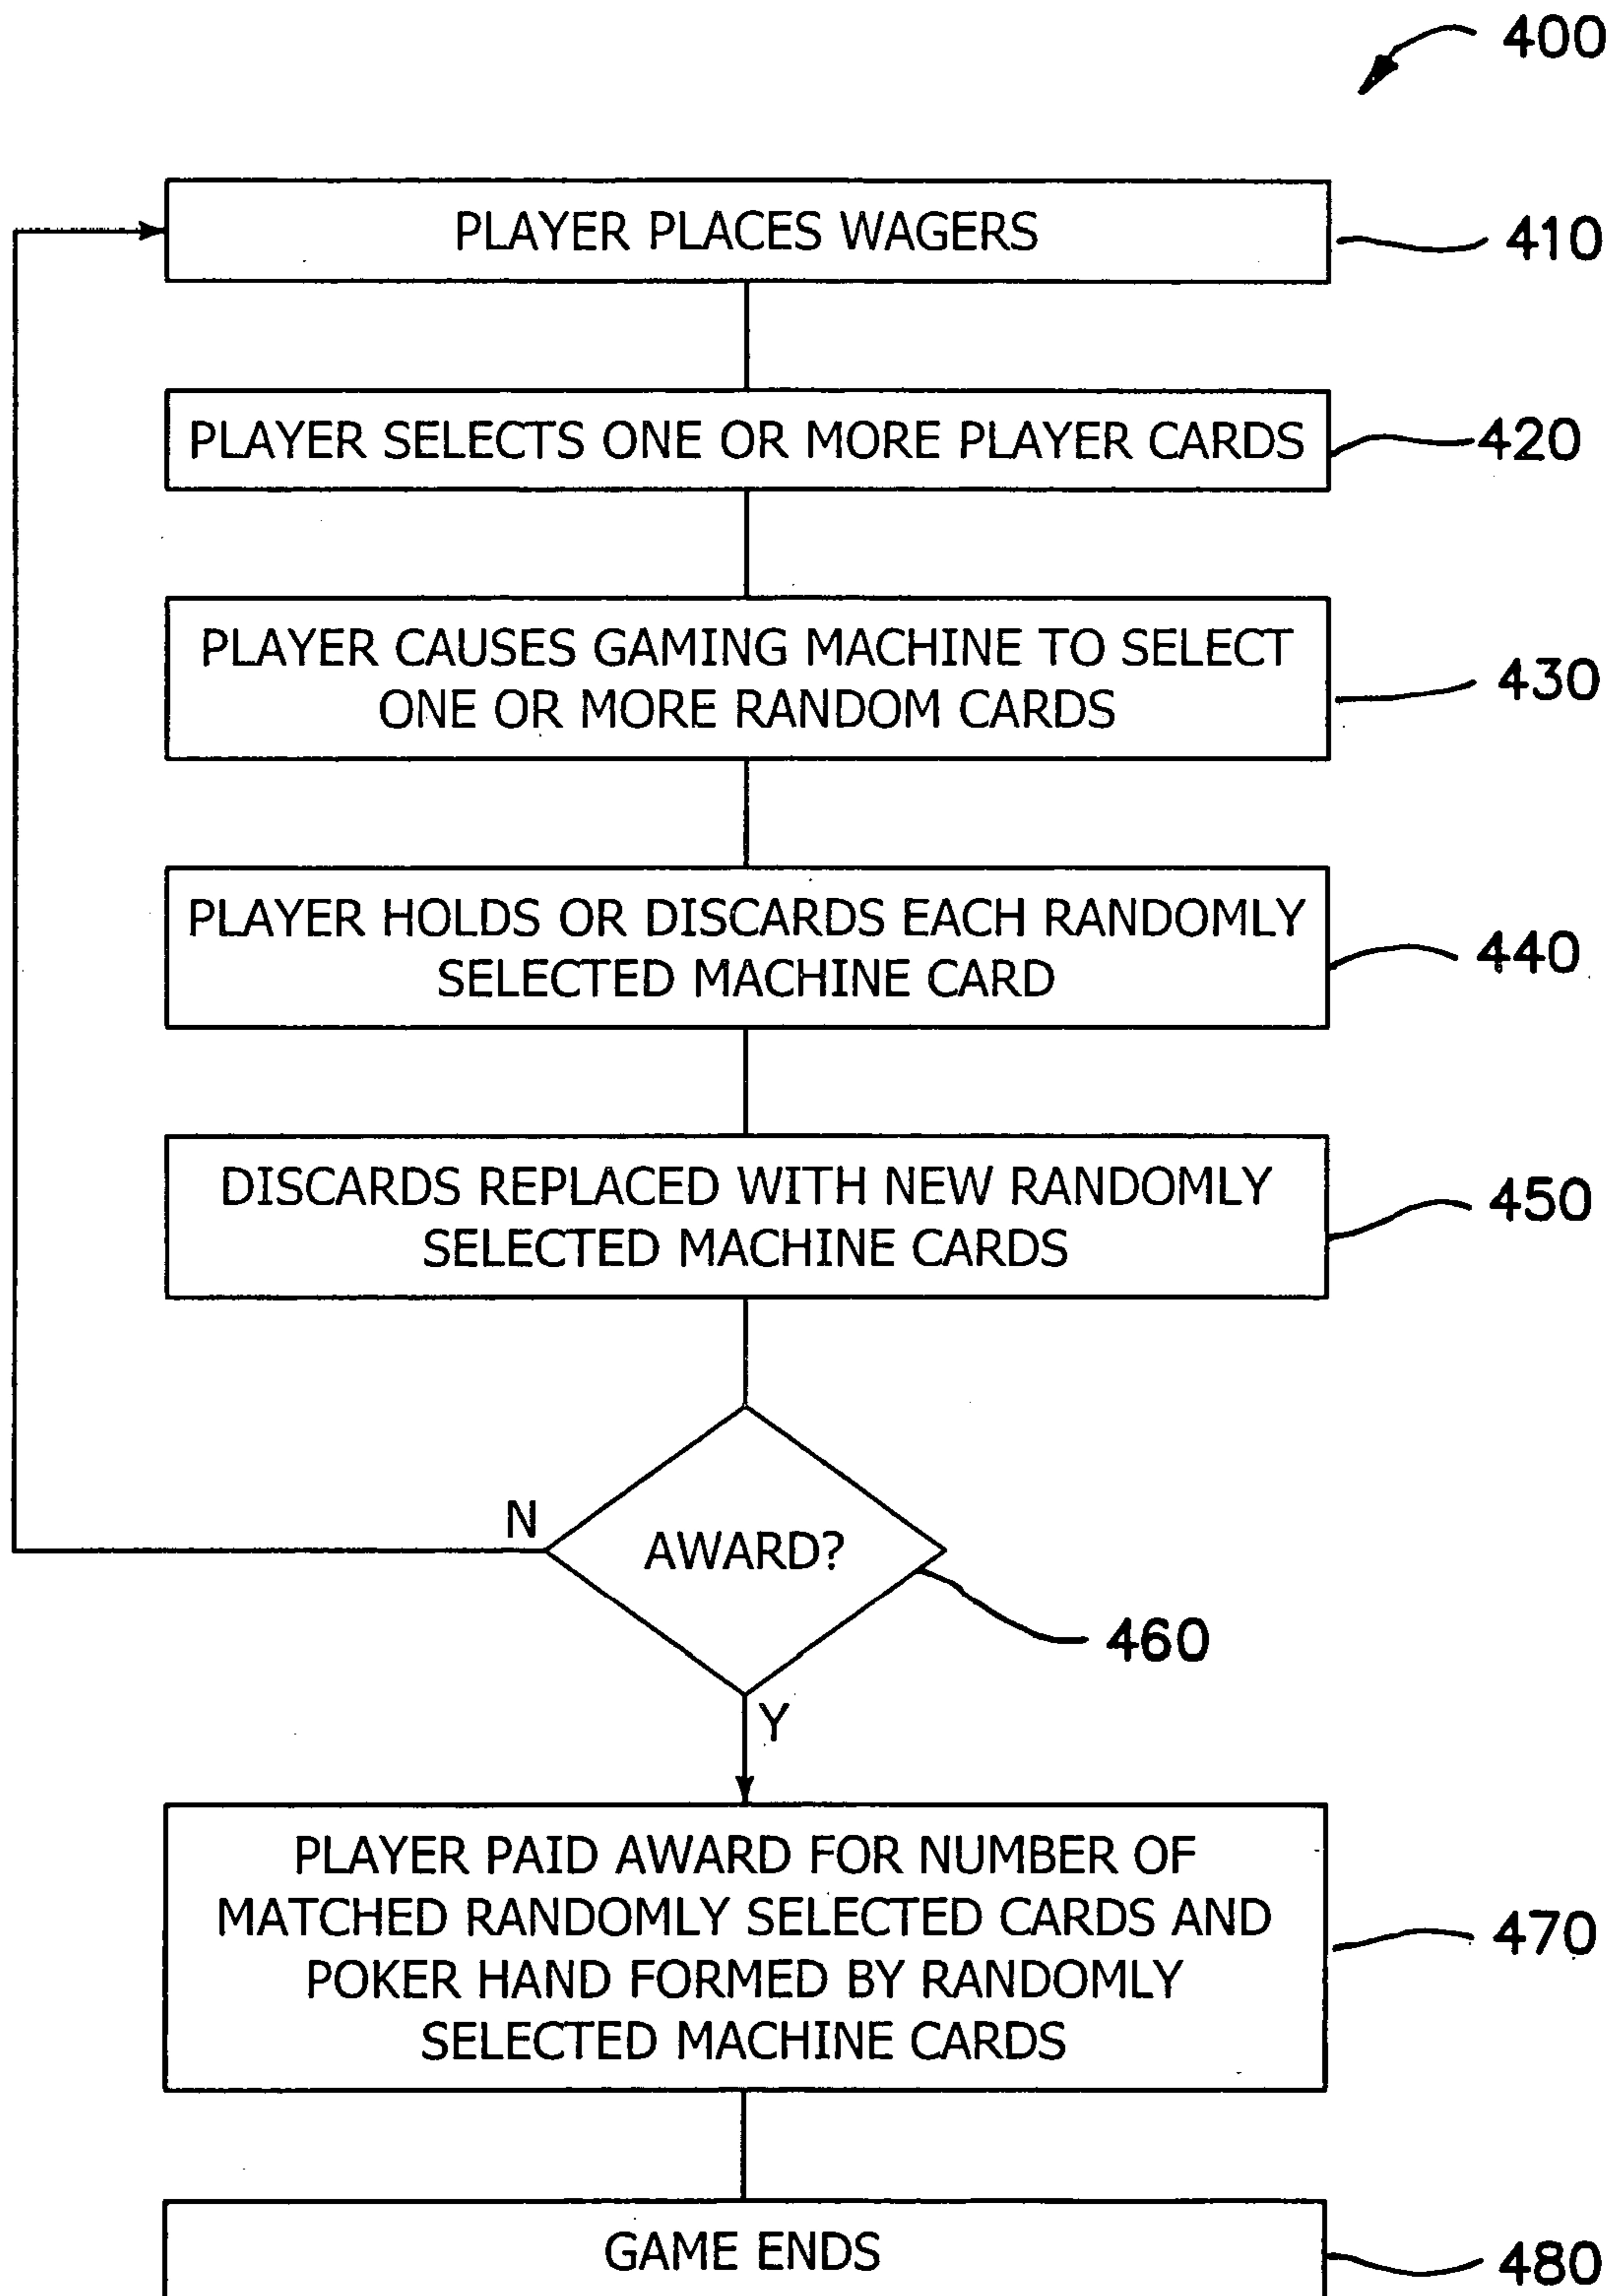 400
PLAYER PLACES WAGERS
410
PLAYER SELECTS ONE OR MORE PLAYER CARDS
420
PLAYER CAUSES GAMING MACHINE TO SELECT
ONE OR MORE RANDOM CARDS
430
PLAYER HOLDS OR DISCARDS EACH RANDOMLY
SELECTED MACHINE CARD
440
DISCARDS REPLACED WITH NEW RANDOMLY
SELECTED MACHINE CARDS
450
N
AWARD?
460
Y
PLAYER PAID AWARD FOR NUMBER OF
MATCHED RANDOMLY SELECTED CARDS AND
POKER HAND FORMED BY RANDOMLY
SELECTED MACHINE CARDS
470
GAME ENDS
480